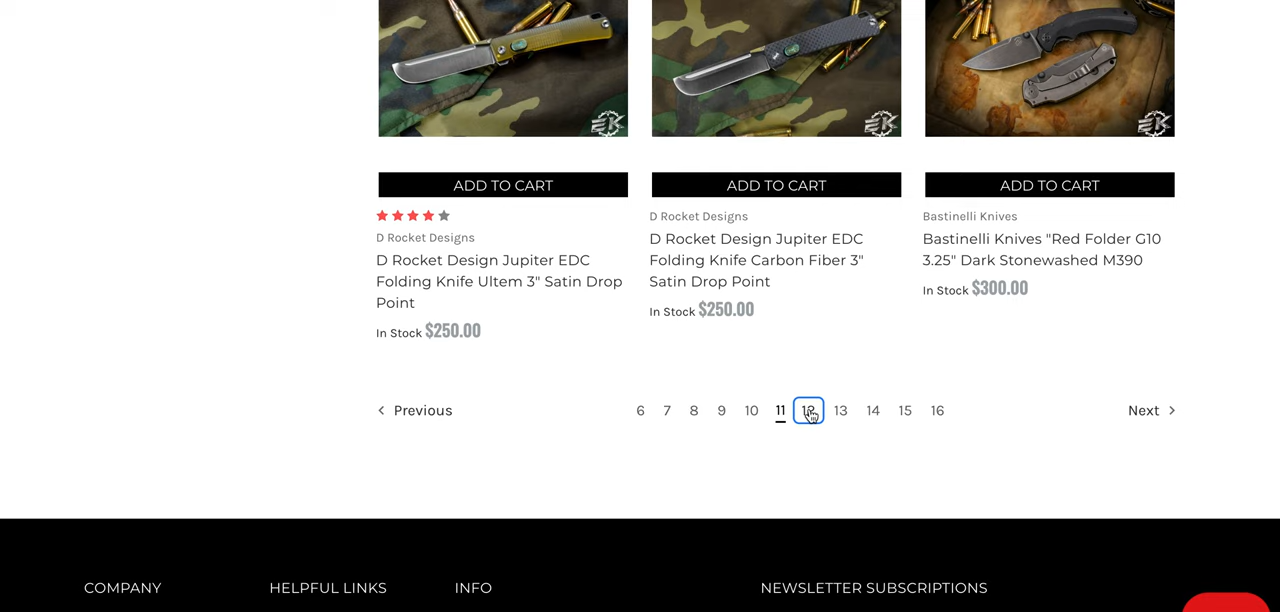 EK
EK
EK
ADD TO CART
ADD TO CART
ADD TO CART
D Rocket Designs
D Rocket Design Jupiter EDC
Folding Knife Ultem 3" Satin Drop
Point
In Stock $250.00
D Rocket Designs
D Rocket Design Jupiter EDC
Folding Knife Carbon Fiber 3"
Satin Drop Point
In Stock $250.00
Bastinelli Knives
Bastinelli Knives "Red Folder G10
3.25" Dark Stonewashed M390
In Stock $300.00
Previous 6 7 8 9 10 11 12 13 14 15 16 Next
COMPANY
HELPFUL LINKS
INFO
NEWSLETTER SUBSCRIPTIONS